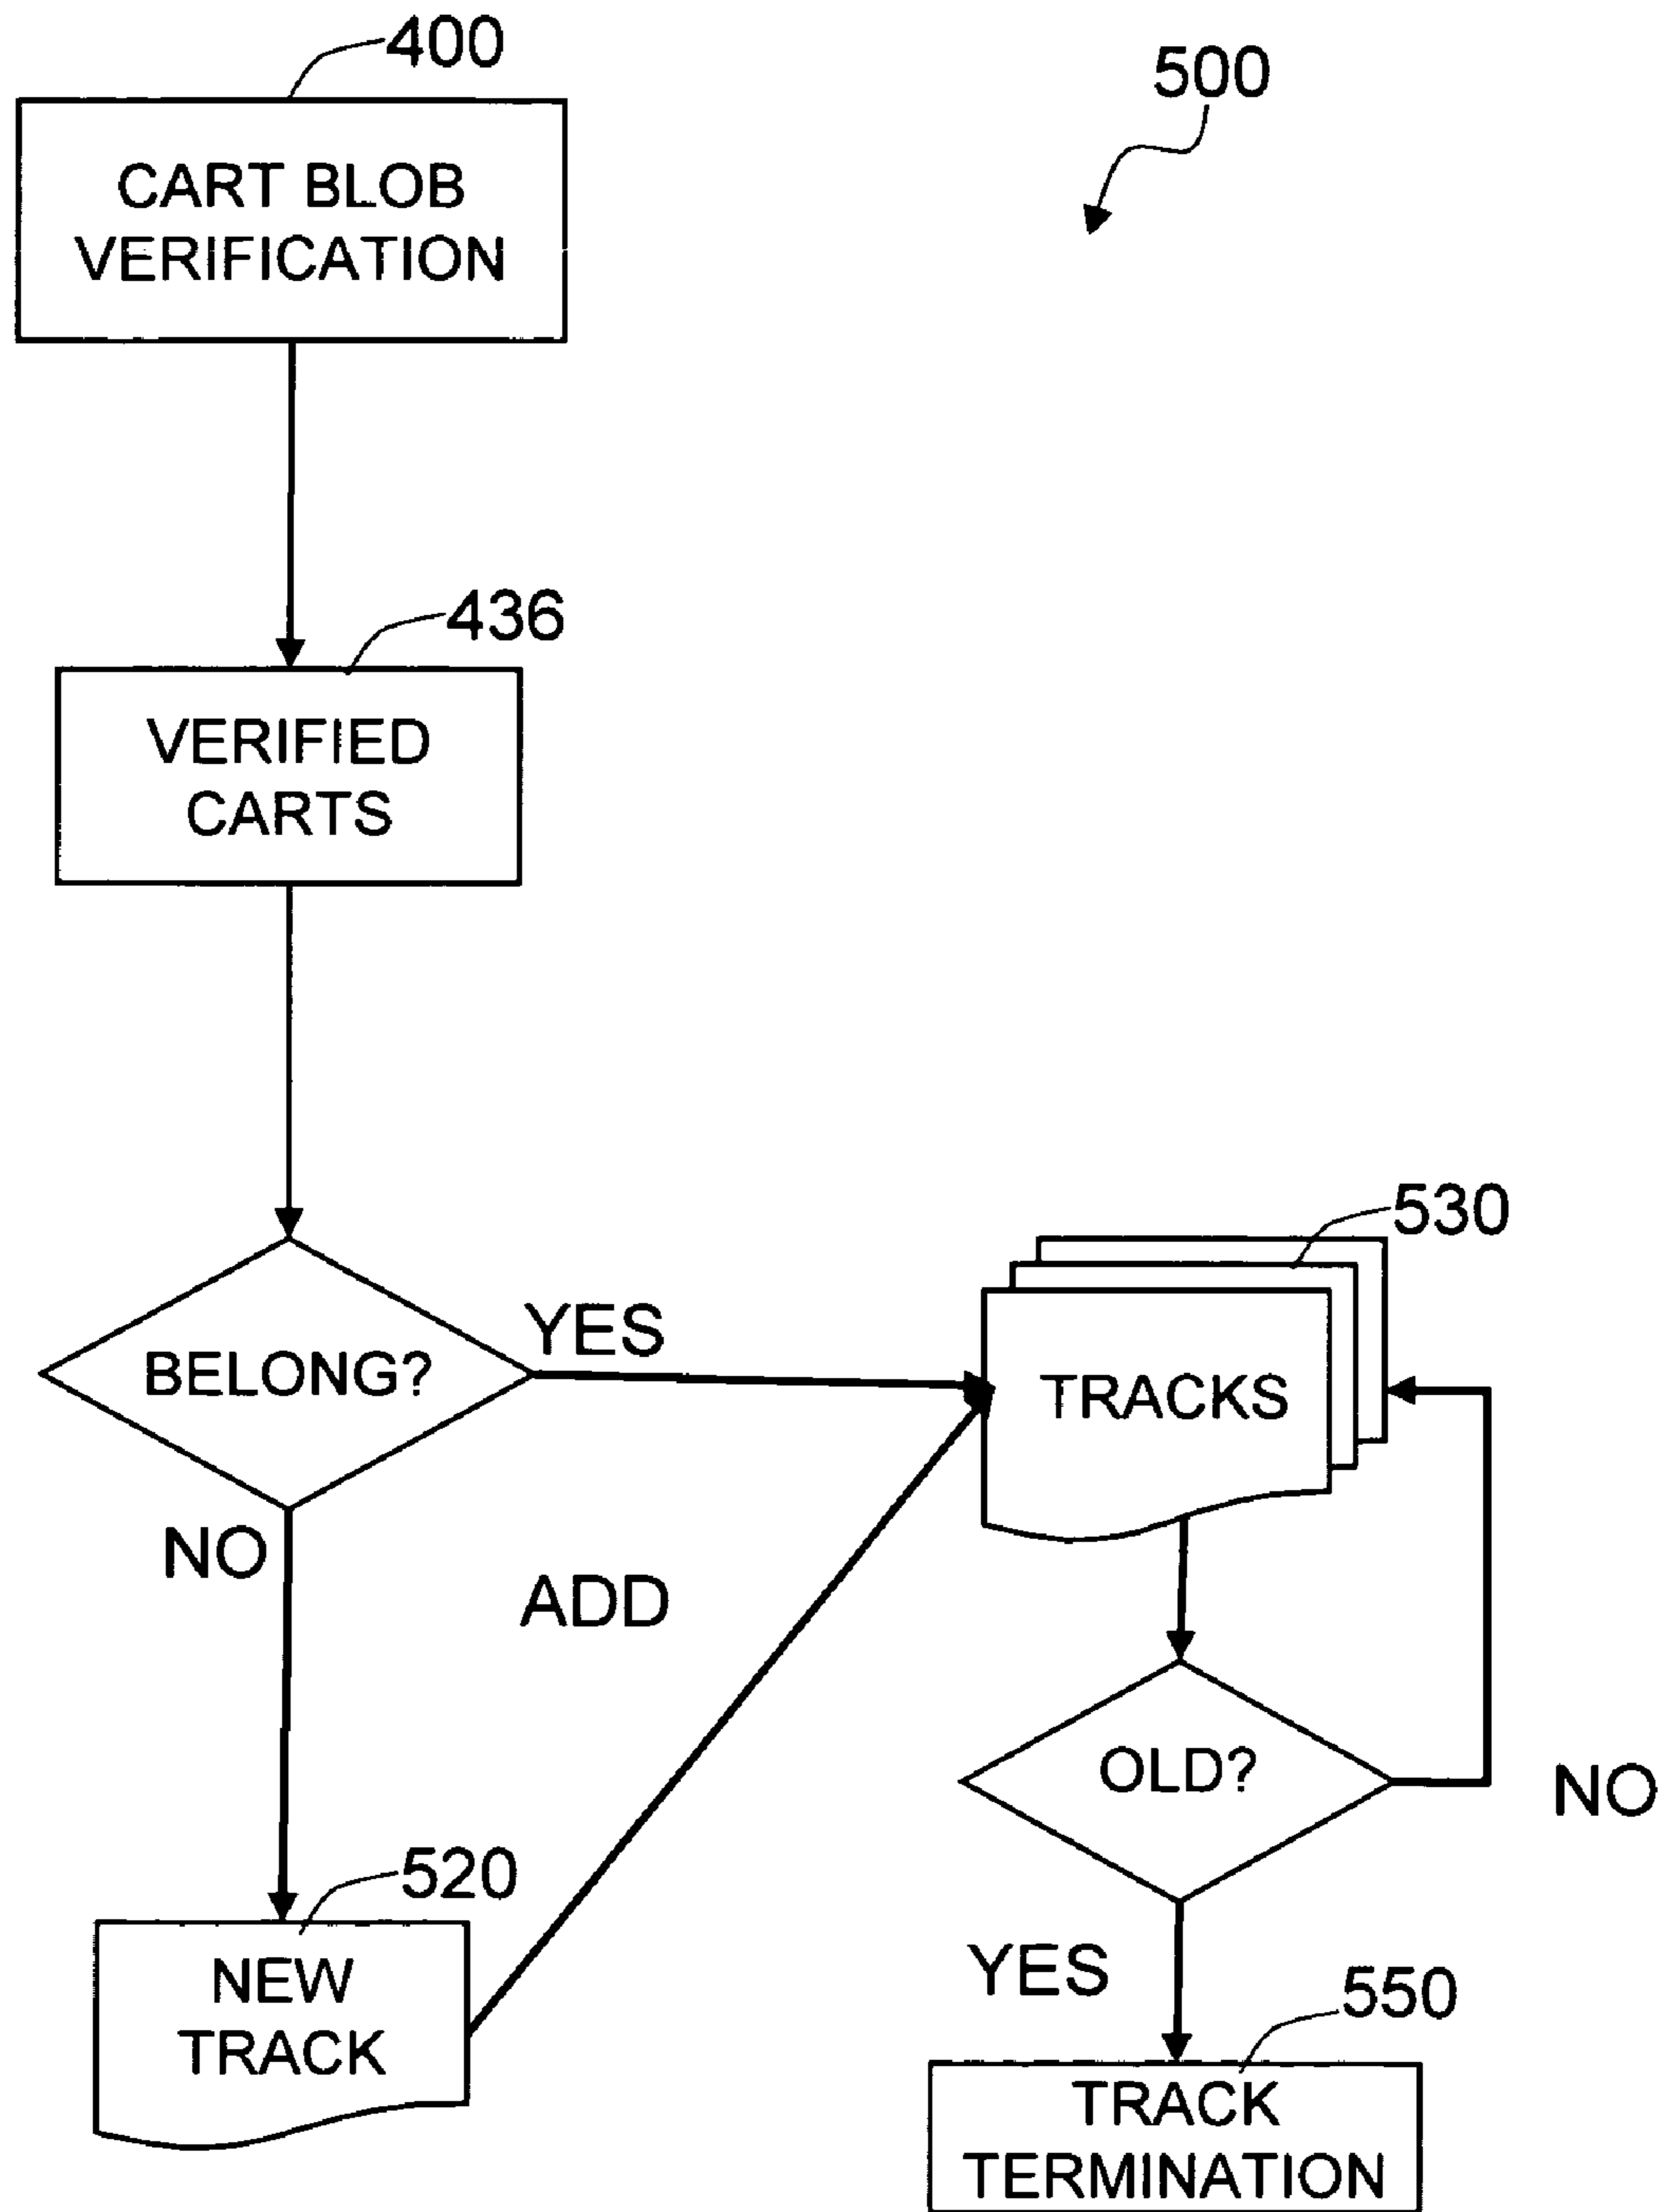 400
500
CART BLOB
VERIFICATION
436
VERIFIED
CARTS
530
BELONG?
YES
TRACKS
NO
ADD
OLD?
NO
520
NEW
TRACK
YES
550
TRACK
TERMINATION